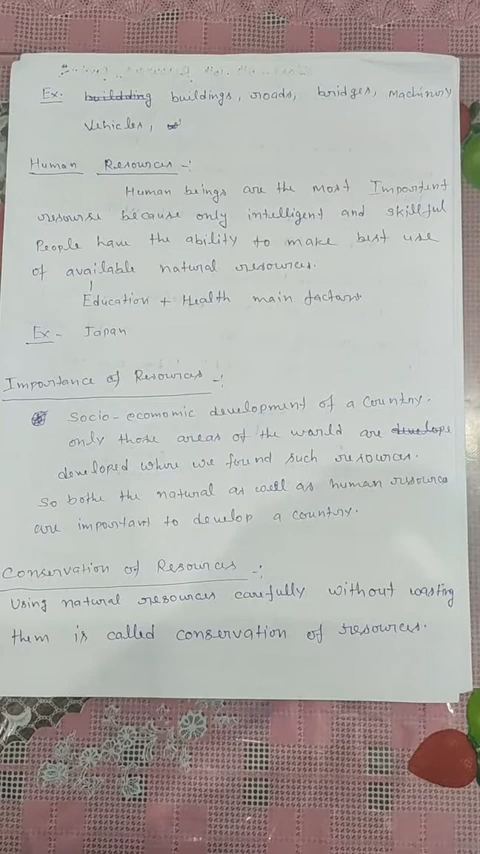 Ex. building buildings, roads, bridges, Machinery
Vehicles,
Human Resources -:
Human beings are the most Important
resourse because only intelligent and skillful
People have the ability to make best use
of available natural resources.
Education + Health main factors
Ex - Japan
Importance of Resources -:
Socio-economic development of a country.
only those areas of the world are develope
developed where we found such resources.
So bothe the natural as well as human resource
are important to develop a country.
Conservation of Resources -:
Using natural resources carefully without wasting
them is called conservation of resources.